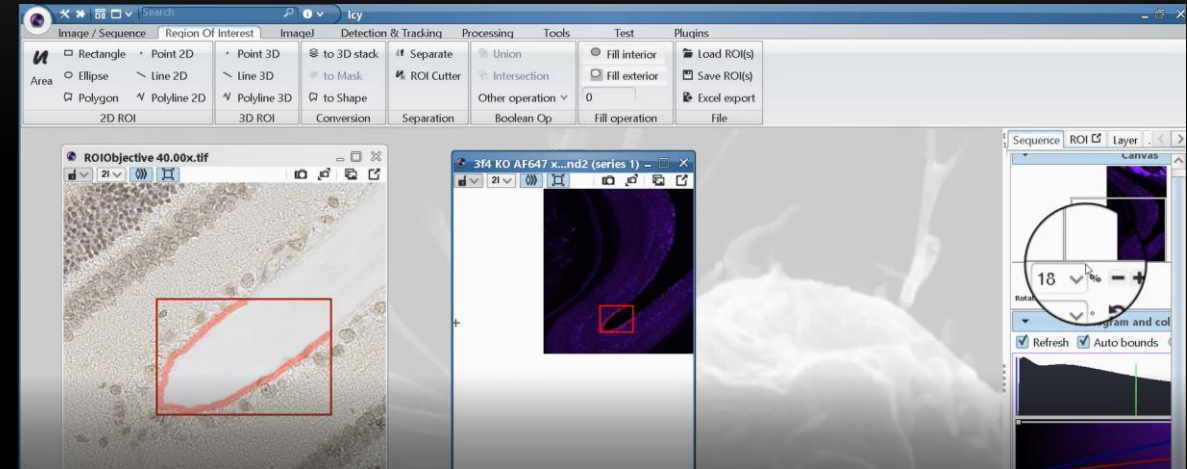 Search
Icy
Image / Sequence Region Of Interest ImageJ Detection & Tracking Processing Tools Test Plugins
Rectangle Point 2D Point 3D to 3D stack Separate Union Fill interior Load ROI(s)
Area Ellipse Line 2D Line 3D to Mask ROI Cutter Intersection Fill exterior Save ROI(s)
Polygon Polyline 2D Polyline 3D to Shape Other operation 0 Excel export
2D ROI 3D ROI Conversion Separation Boolean Op Fill operation File
Sequence ROI Layer
Canvas
ROIObjective 40.00x.tif
3f4 KO AF647 x...nd2 (series 1)
2I
2I
18 %
Refresh Auto bounds